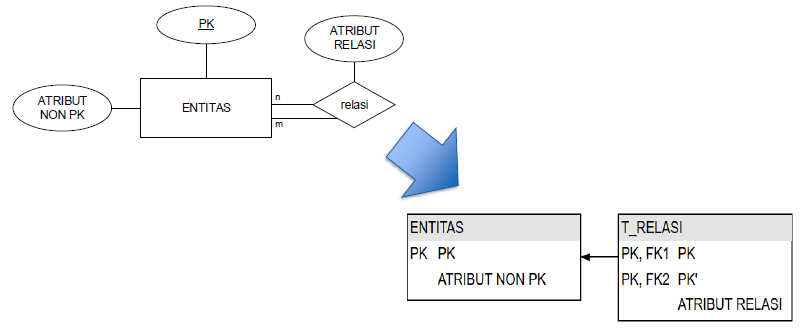 PK
ATRIBUT
RELASI
ATRIBUT
NON PK
ENTITAS
n
m
relasi
ENTITAS
PK PK
ATRIBUT NON PK
T_RELASI
PK, FK1 PK
PK, FK2 PK'
ATRIBUT RELASI